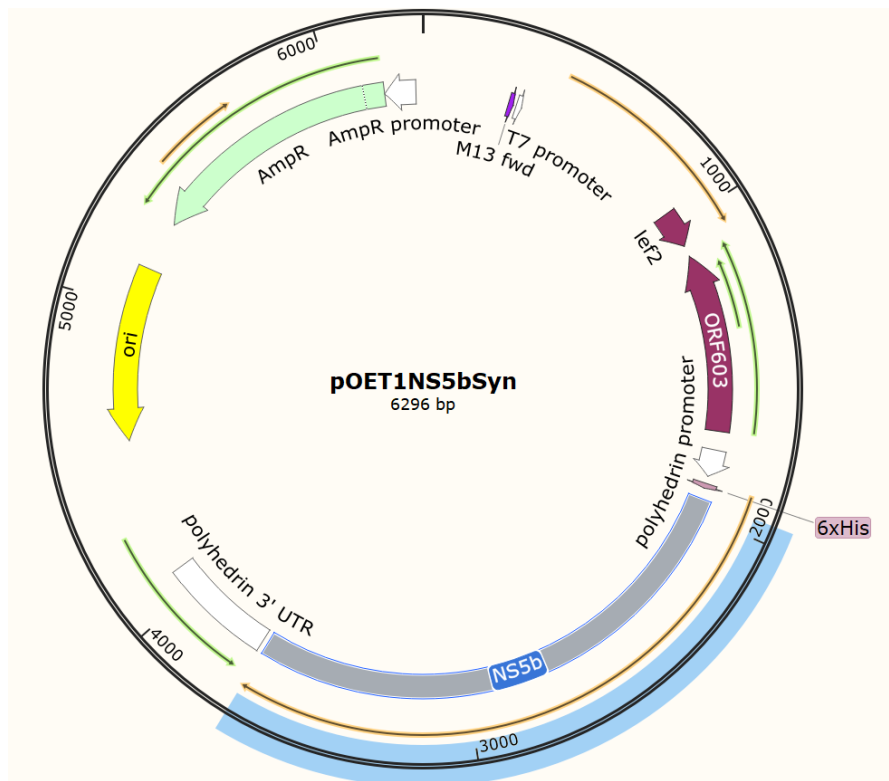 6000
AmpR promoter
AmpR
M13 fwd
T7 promoter
1000
lef2
ORF603
5000
ori
pOET1NS5bSyn
6296 bp
polyhedrin promoter
2000
6xHis
polyhedrin 3' UTR
4000
NS5b
3000